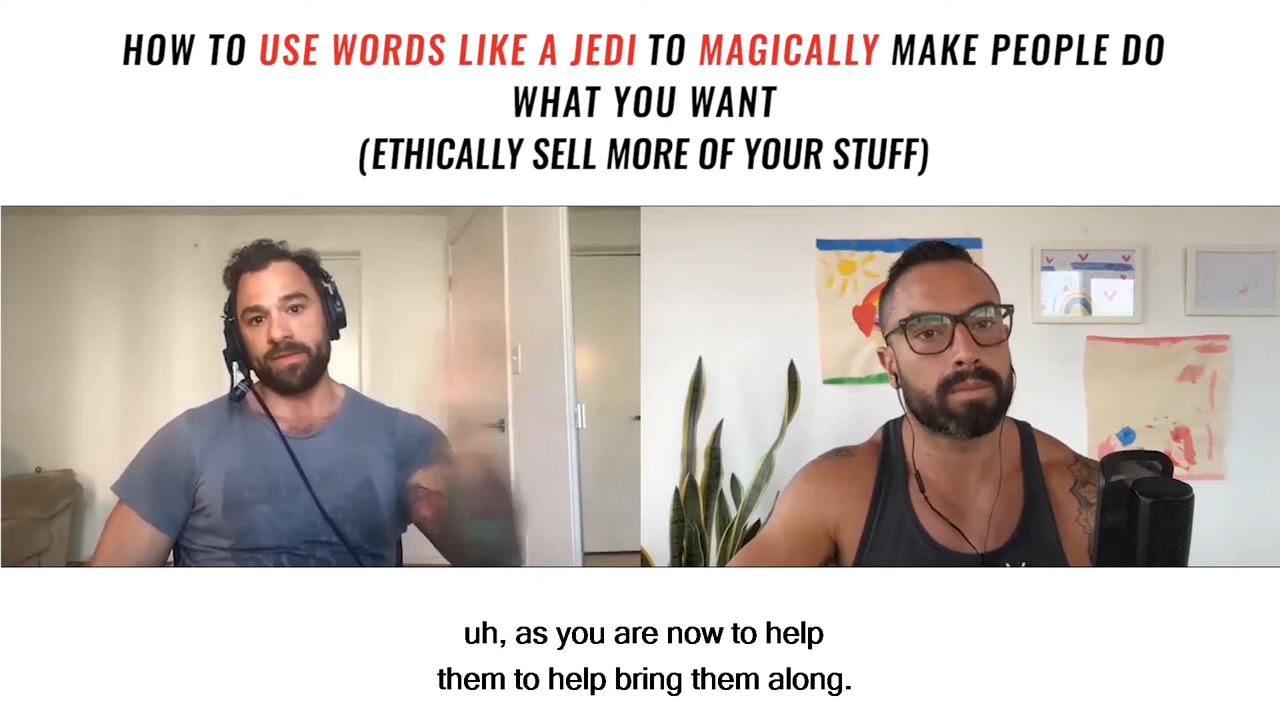 HOW TO USE WORDS LIKE A JEDI TO MAGICALLY MAKE PEOPLE DO
WHAT YOU WANT
(ETHICALLY SELL MORE OF YOUR STUFF)
uh, as you are now to help
them to help bring them along.